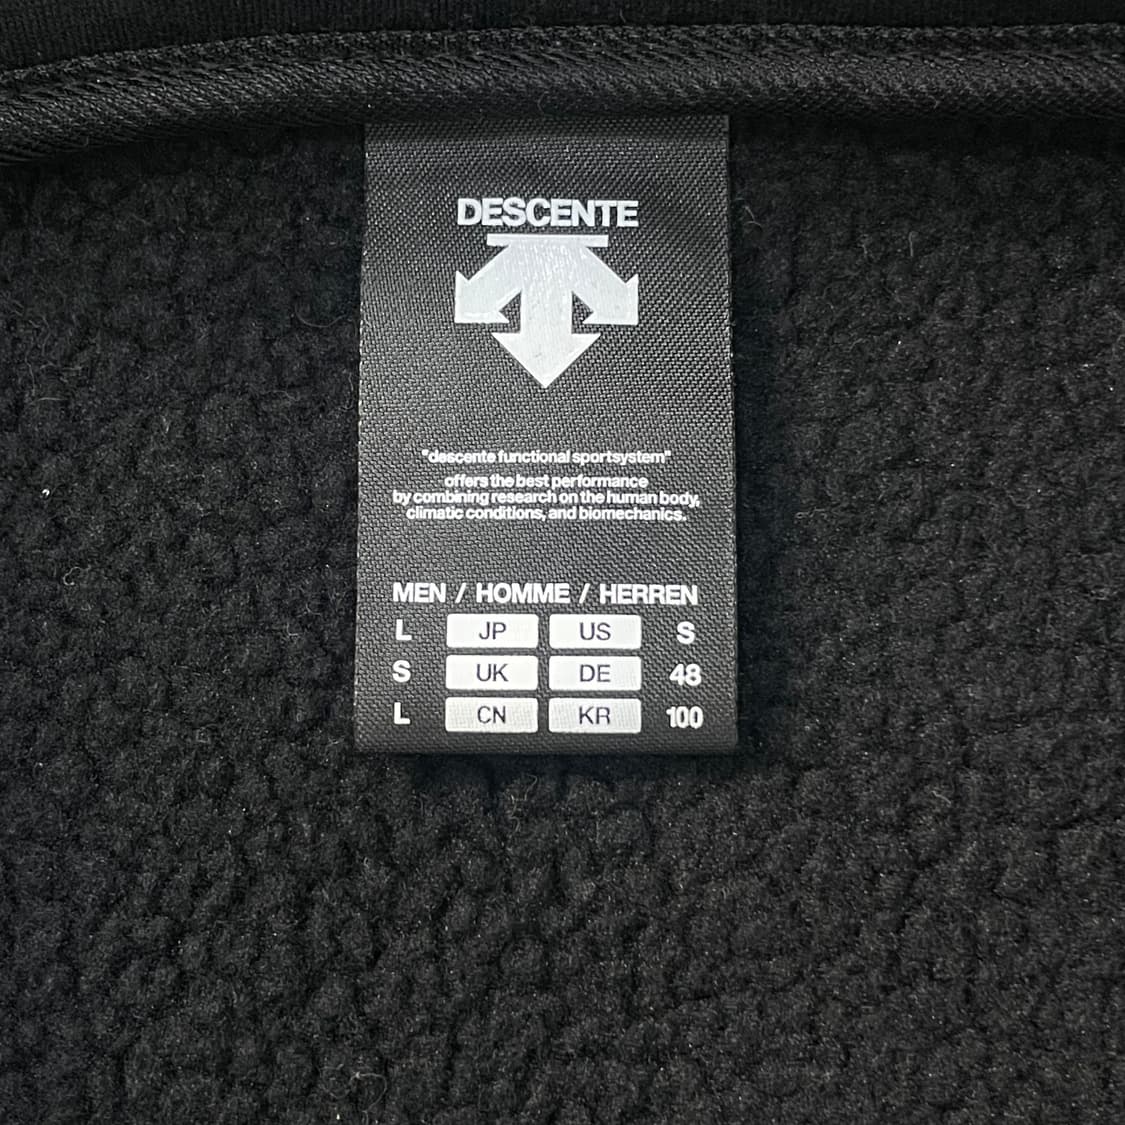 DESCENTE
"descente functional sportsystem"
offers the best performance
by combining research on the human body,
climatic conditions, and biomechanics.
MEN / HOMME / HERREN
L JP US S
S UK DE 48
L CN KR 100